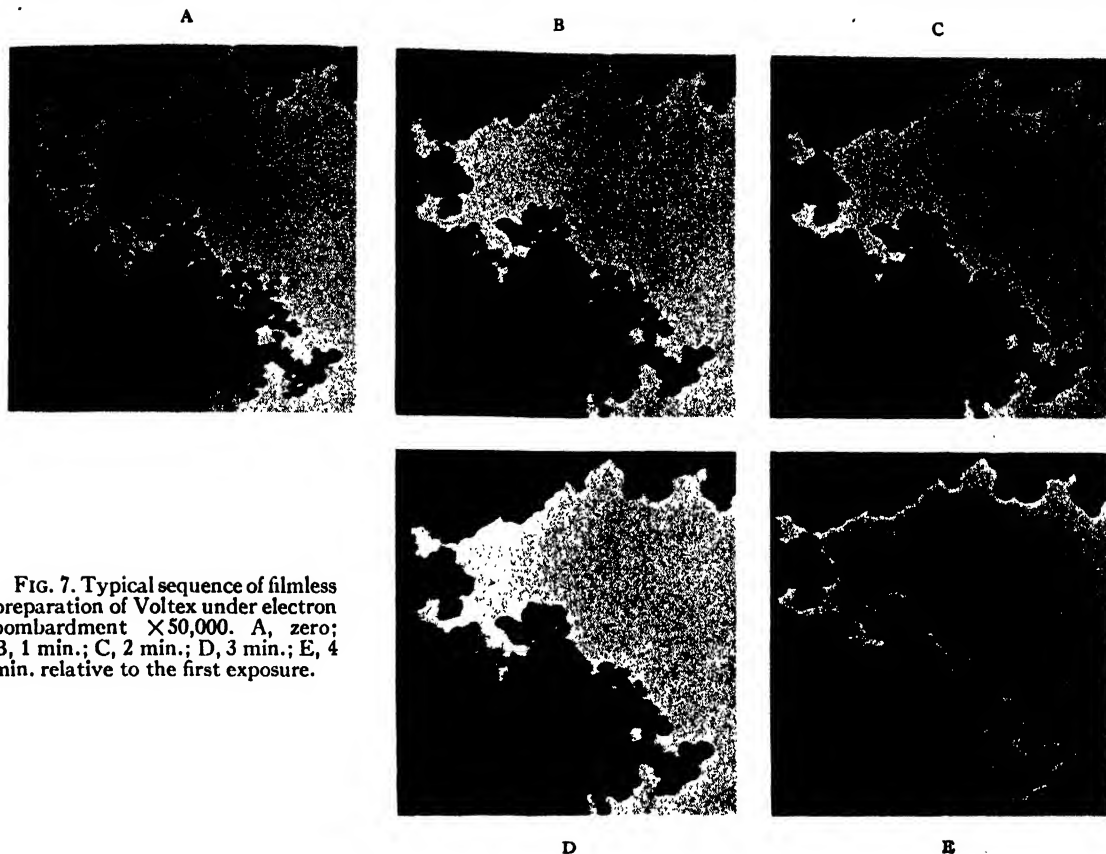 A
B
C
FIG. 7. Typical sequence of filmless
preparation of Voltex under electron
bombardment ×50,000. A, zero;
B, 1 min.; C, 2 min.; D, 3 min.; E, 4
min. relative to the first exposure.
D
E